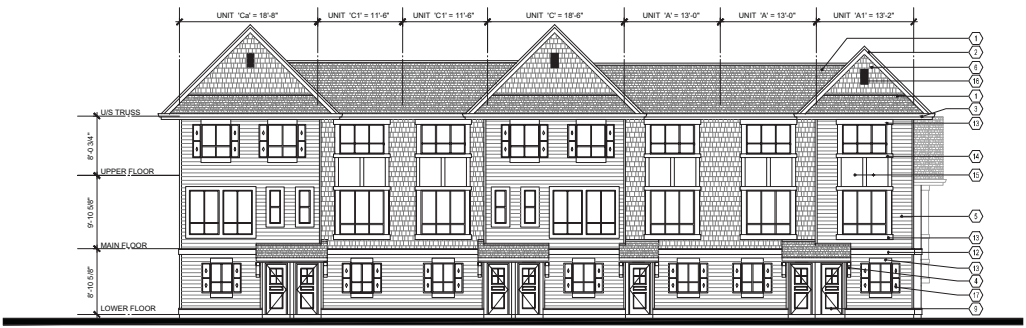 UNIT 'Ca' = 18'-8"
UNIT 'C1' = 11'-6"
UNIT 'C1' = 11'-6"
UNIT 'C' = 18'-6"
UNIT 'A' = 13'-0"
UNIT 'A' = 13'-0"
UNIT 'A1' = 13'-2"
1
2
6
16
1
3
U/S TRUSS
13
8'-0 3/4"
14
UPPER FLOOR
15
9'-10 5/8"
5
13
MAIN FLOOR
12
13
8'-10 5/8"
4
17
LOWER FLOOR
9